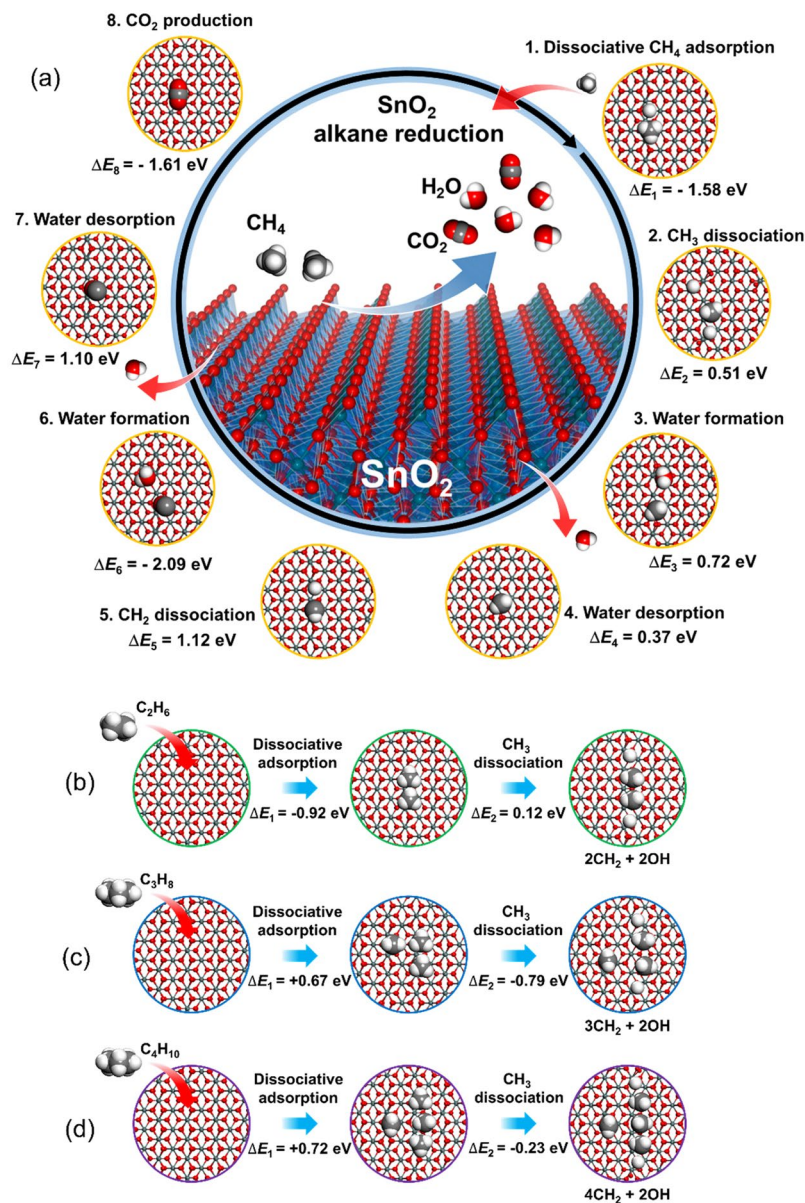 8. CO₂ production
1. Dissociative CH₄ adsorption
(a)
SnO₂
alkane reduction
ΔE₈ = - 1.61 eV
ΔE₁ = - 1.58 eV
H₂O
7. Water desorption
CH₄
CO₂
2. CH₃ dissociation
ΔE₇ = 1.10 eV
ΔE₂ = 0.51 eV
6. Water formation
3. Water formation
SnO₂
ΔE₆ = - 2.09 eV
ΔE₃ = 0.72 eV
5. CH₂ dissociation
ΔE₅ = 1.12 eV
4. Water desorption
ΔE₄ = 0.37 eV
C₂H₆
(b)
Dissociative
adsorption
ΔE₁ = -0.92 eV
CH₃
dissociation
ΔE₂ = 0.12 eV
2CH₂ + 2OH
C₃H₈
(c)
Dissociative
adsorption
ΔE₁ = +0.67 eV
CH₃
dissociation
ΔE₂ = -0.79 eV
3CH₂ + 2OH
C₄H₁₀
(d)
Dissociative
adsorption
ΔE₁ = +0.72 eV
CH₃
dissociation
ΔE₂ = -0.23 eV
4CH₂ + 2OH